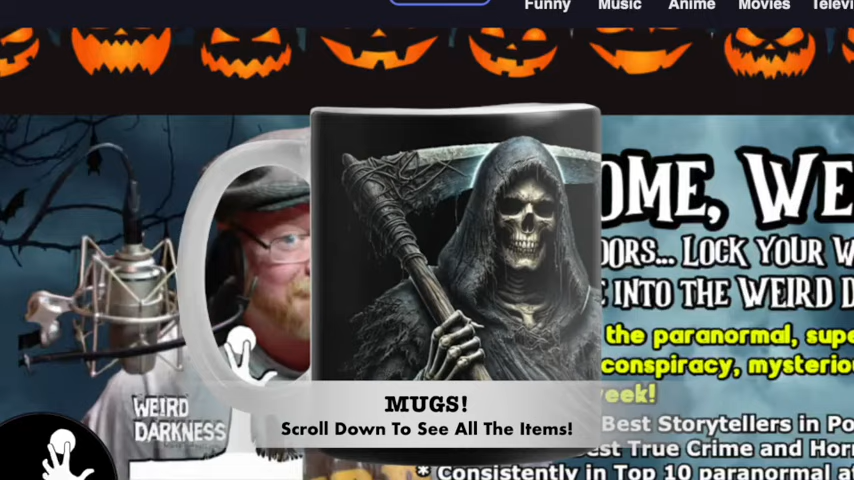 Funny Music Anime Movies
OME, WE
OORS... LOCK YOUR
INTO THE WEIRD D
the paranormal, supe
conspiracy, mysterio
eek!
Best Storytellers in Po
est True Crime and Hor
* Consistently in Top 10 paranormal
WEIRD
DARKNESS
MUGS!
Scroll Down To See All The Items!